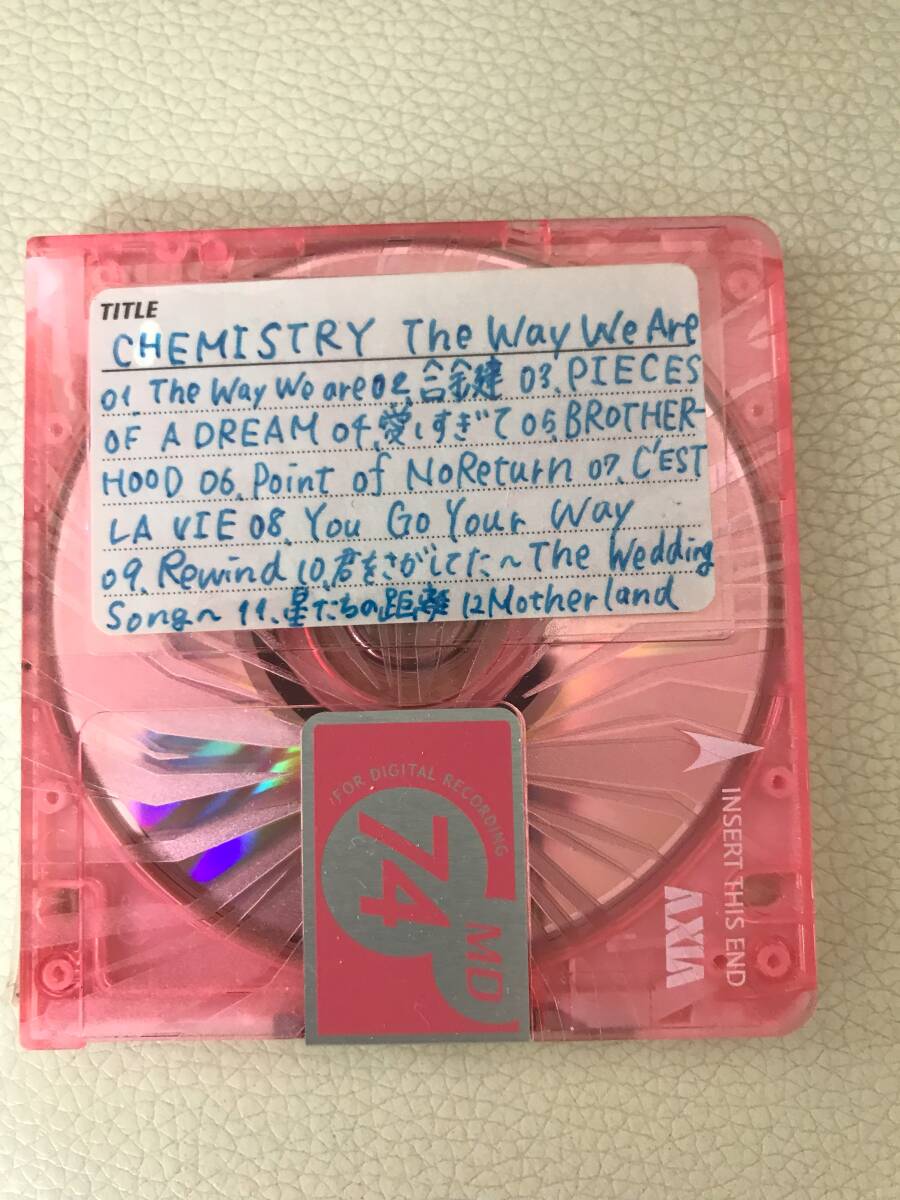 TITLE
CHEMISTRY The Way We Are
01. The Way We are 02. 合鍵 03. PIECES
OF A DREAM 04. 愛しすぎて 05. BROTHER-
HOOD 06. Point of No Return 07. C'EST
LA VIE 08. You Go Your Way
09. Rewind 10. 君をさがしてた～The Wedding
Song～ 11. 星たちの距離 12 Motherland
FOR DIGITAL RECORDING
74
MD
INSERT THIS END
AXIA